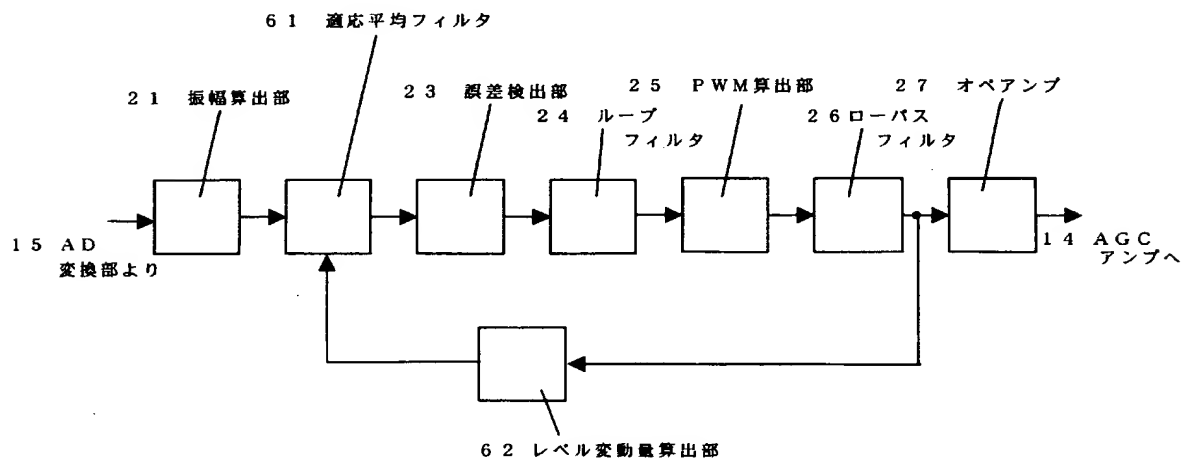 ６１ 適応平均フィルタ
２１ 振幅算出部
２３ 誤差検出部
２５ ＰＷＭ算出部
２７ オペアンプ
２４ ループ
フィルタ
２６ローパス
フィルタ
１５ ＡＤ
変換部より
１４ ＡＧＣ
アンプへ
６２ レベル変動量算出部